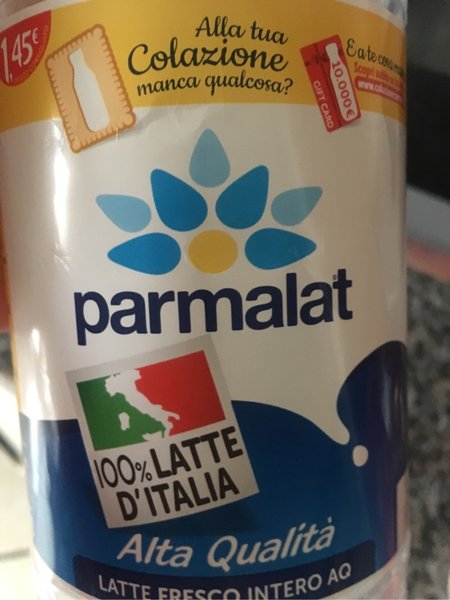 1,45€
Alla tua
Colazione
manca qualcosa?
E a te cosa
10.000€
GIFT CARD
parmalat
100% LATTE
D'ITALIA
Alta Qualità
LATTE FRESCO INTERO AQ